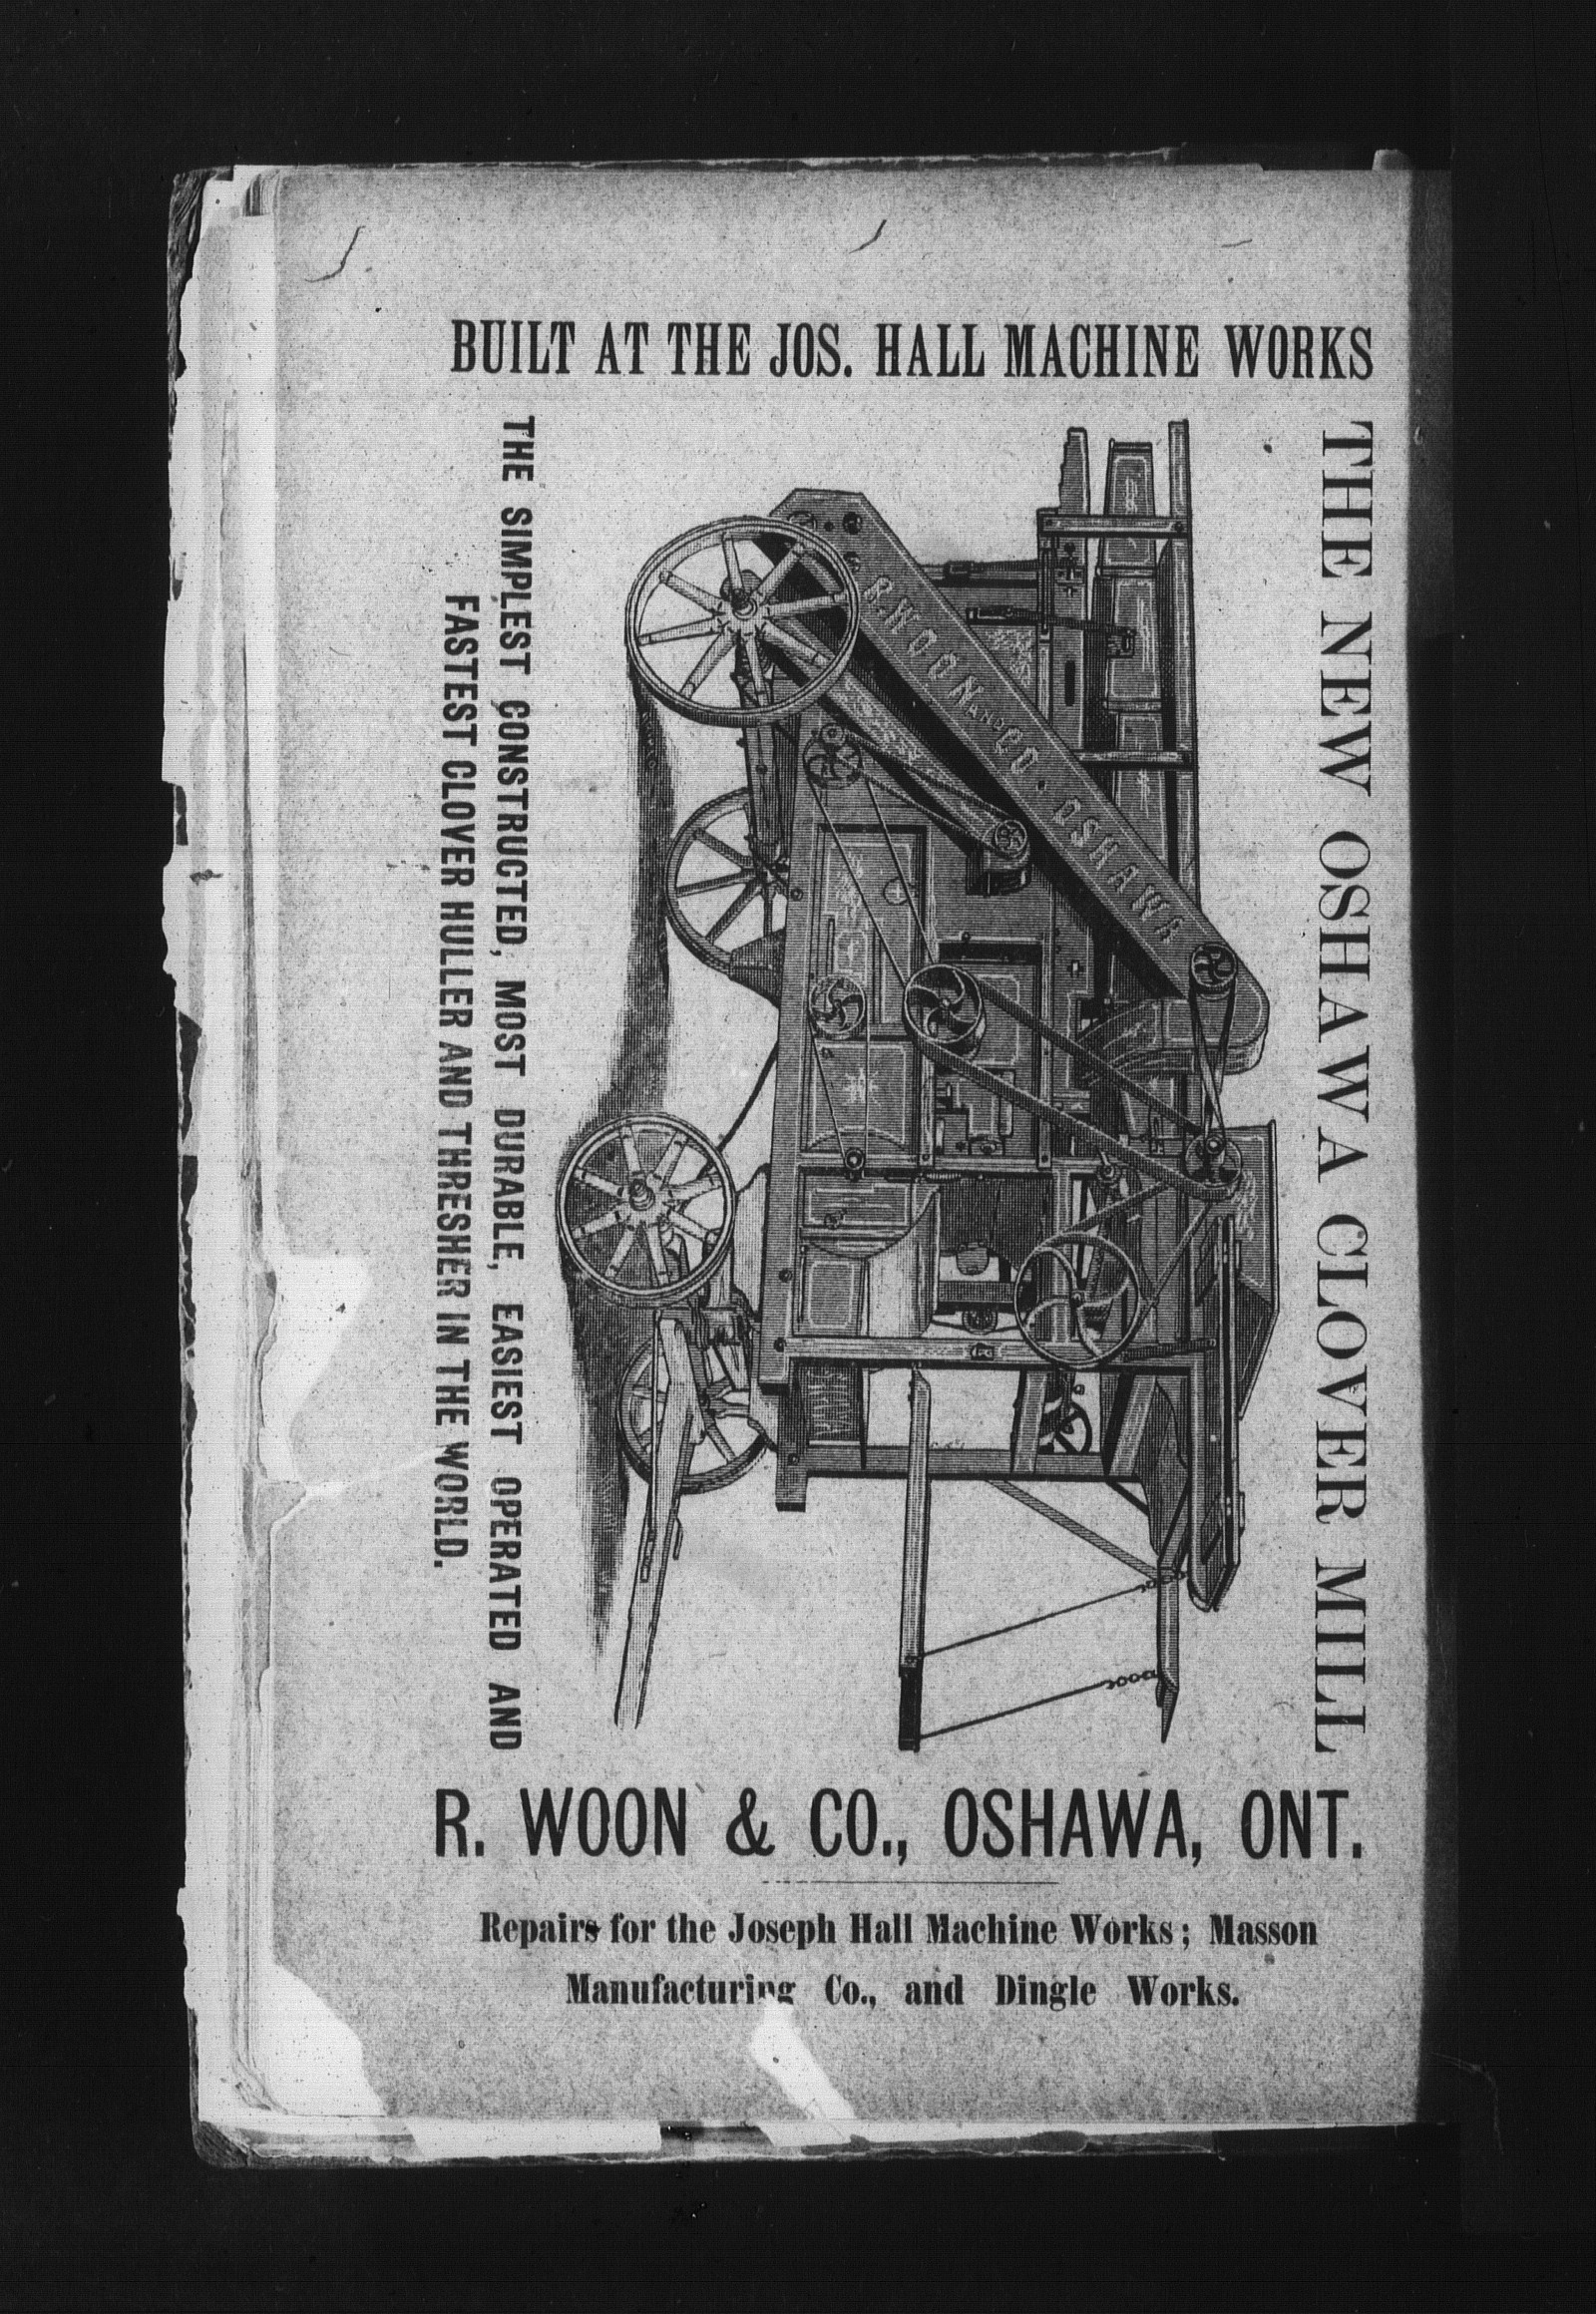 BUILT AT THE JOS. HALL MACHINE WORKS
THE NEW OSHAWA CLOVER MILL
R. WOON AND CO. OSHAWA
THE SIMPLEST CONSTRUCTED, MOST DURABLE, EASIEST OPERATED AND
FASTEST CLOVER HULLER AND THRESHER IN THE WORLD.
R. WOON & CO., OSHAWA, ONT.
Repairs for the Joseph Hall Machine Works; Masson
Manufacturing Co., and Dingle Works.